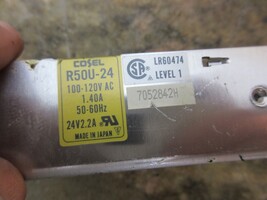 COSEL
R50U-24
100-120V AC
1.40A
50-60Hz
24V2.2A
MADE IN JAPAN
LR60474
LEVEL 1
7052842H